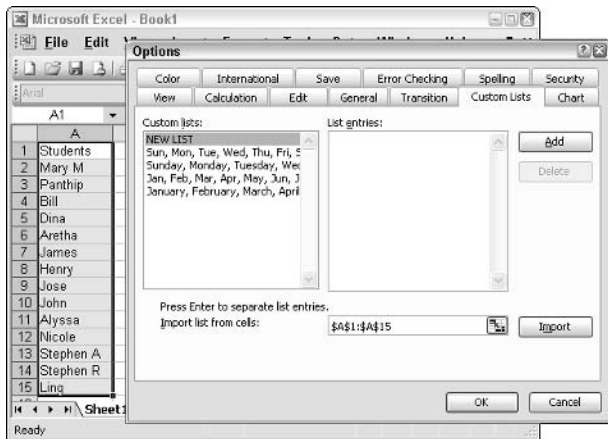 Microsoft Excel - Book1
File Edit
Options
Color International Save Error Checking Spelling Security
View Calculation Edit General Transition Custom Lists Chart
Arial
A1
Custom lists: List entries:
NEW LIST
Sun, Mon, Tue, Wed, Thu, Fri, S
Sunday, Monday, Tuesday, Wed
Jan, Feb, Mar, Apr, May, Jun, J
January, February, March, April
Add
Delete
A
1 Students
2 Mary M
3 Panthip
4 Bill
5 Dina
6 Aretha
7 James
8 Henry
9 Jose
10 John
11 Alyssa
12 Nicole
13 Stephen A
14 Stephen R
15 Ling
Press Enter to separate list entries.
Import list from cells: $A$1:$A$15 Import
OK Cancel
Sheet1
Ready